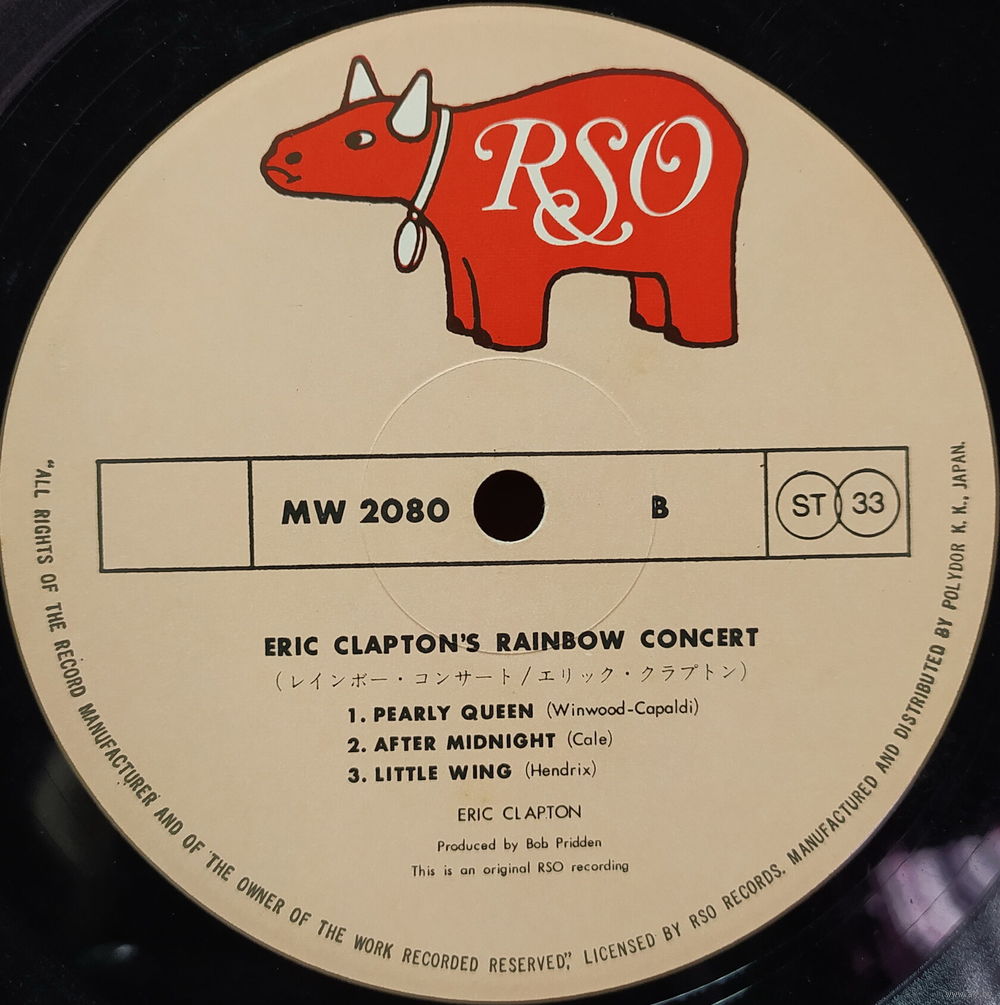 RSO
MW 2080
B
ST 33
ERIC CLAPTON'S RAINBOW CONCERT
(レインボー・コンサート/エリック・クラプトン)
1. PEARLY QUEEN (Winwood-Capaldi)
2. AFTER MIDNIGHT (Cale)
3. LITTLE WING (Hendrix)
ERIC CLAPTON
Produced by Bob Pridden
This is an original RSO recording
"ALL RIGHTS OF THE RECORD MANUFACTURER AND OF THE OWNER OF THE WORK RECORDED RESERVED," LICENSED BY RSO RECORDS. MANUFACTURED AND DISTRIBUTED BY POLYDOR K. K., JAPAN.